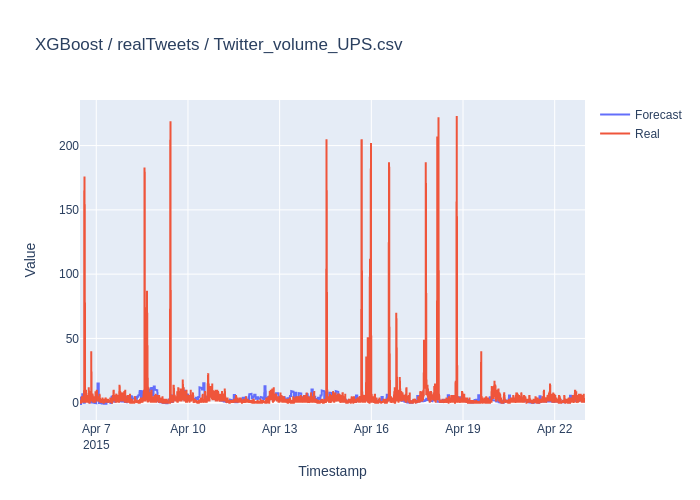 XGBoost / realTweets / Twitter_volume_UPS.csv
Forecast
Real
200
150
100
50
0
Value
Apr 7
2015
Apr 10
Apr 13
Apr 16
Apr 19
Apr 22
Timestamp